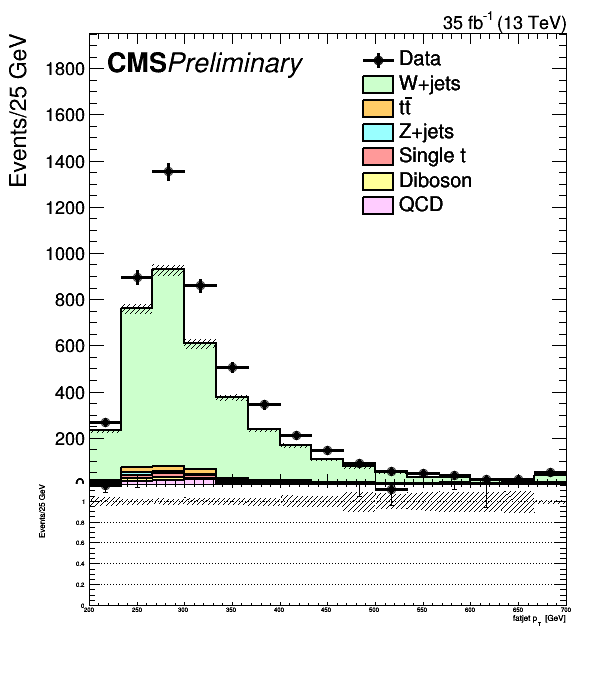 35 fb-1 (13 TeV)
CMS Preliminary
Events/25 GeV
Data
W+jets
tt̄
Z+jets
Single t
Diboson
QCD
1800
1600
1400
1200
1000
800
600
400
200
0
Events/25 GeV
1
0.8
0.6
0.4
0.2
0
200 250 300 350 400 450 500 550 600 650 700
fatjet pT [GeV]